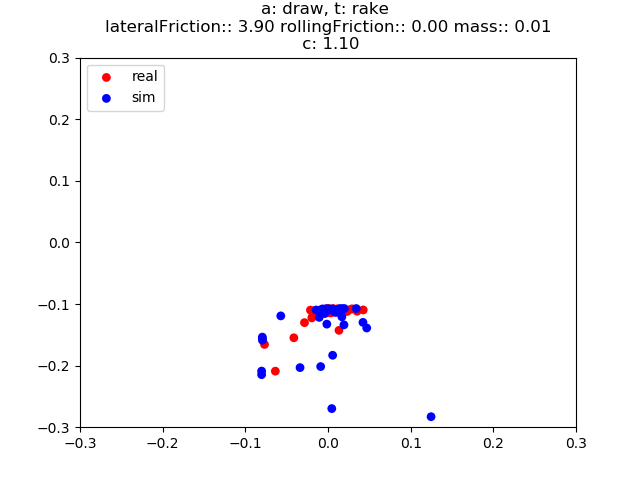 a: draw, t: rake
lateralFriction:: 3.90 rollingFriction:: 0.00 mass:: 0.01
c: 1.10
real
sim
0.3
0.2
0.1
0.0
−0.1
−0.2
−0.3
−0.3 −0.2 −0.1 0.0 0.1 0.2 0.3